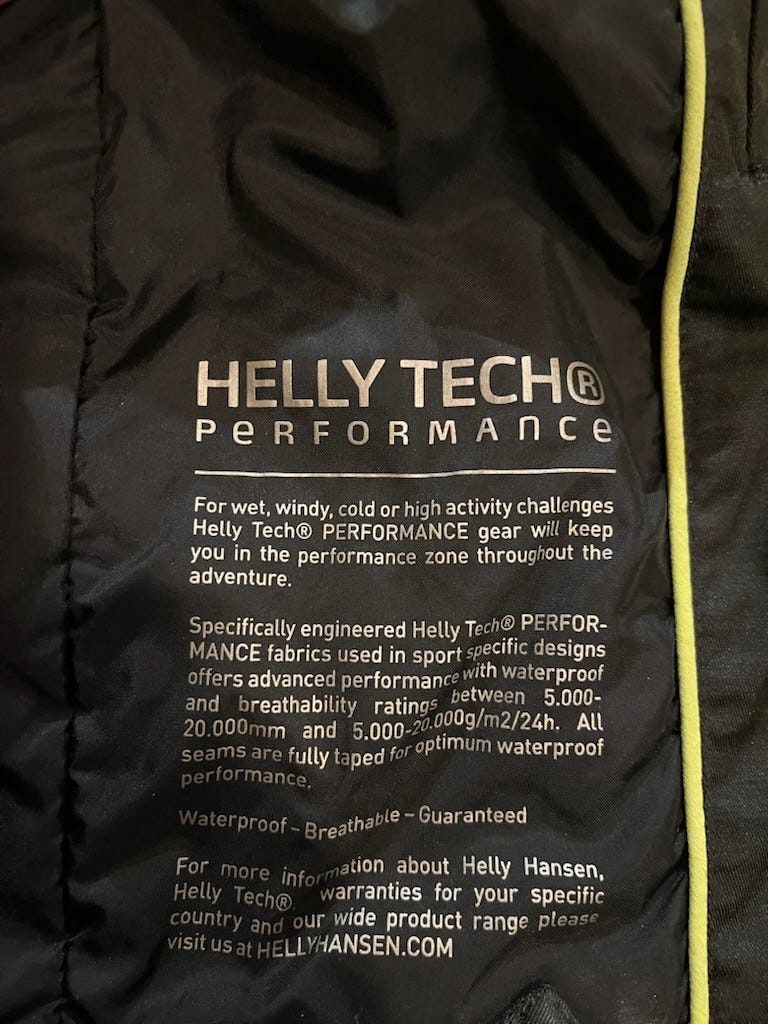 HELLY TECH®
PERFORMANCE
For wet, windy, cold or high activity challenges
Helly Tech® PERFORMANCE gear will keep
you in the performance zone throughout the
adventure.
Specifically engineered Helly Tech® PERFOR-
MANCE fabrics used in sport specific designs
offers advanced performance with waterproof
and breathability ratings between 5.000-
20.000mm and 5.000-20.000g/m2/24h. All
seams are fully taped for optimum waterproof
performance.
Waterproof – Breathable – Guaranteed
For more information about Helly Hansen,
Helly Tech® warranties for your specific
country and our wide product range please
visit us at HELLYHANSEN.COM